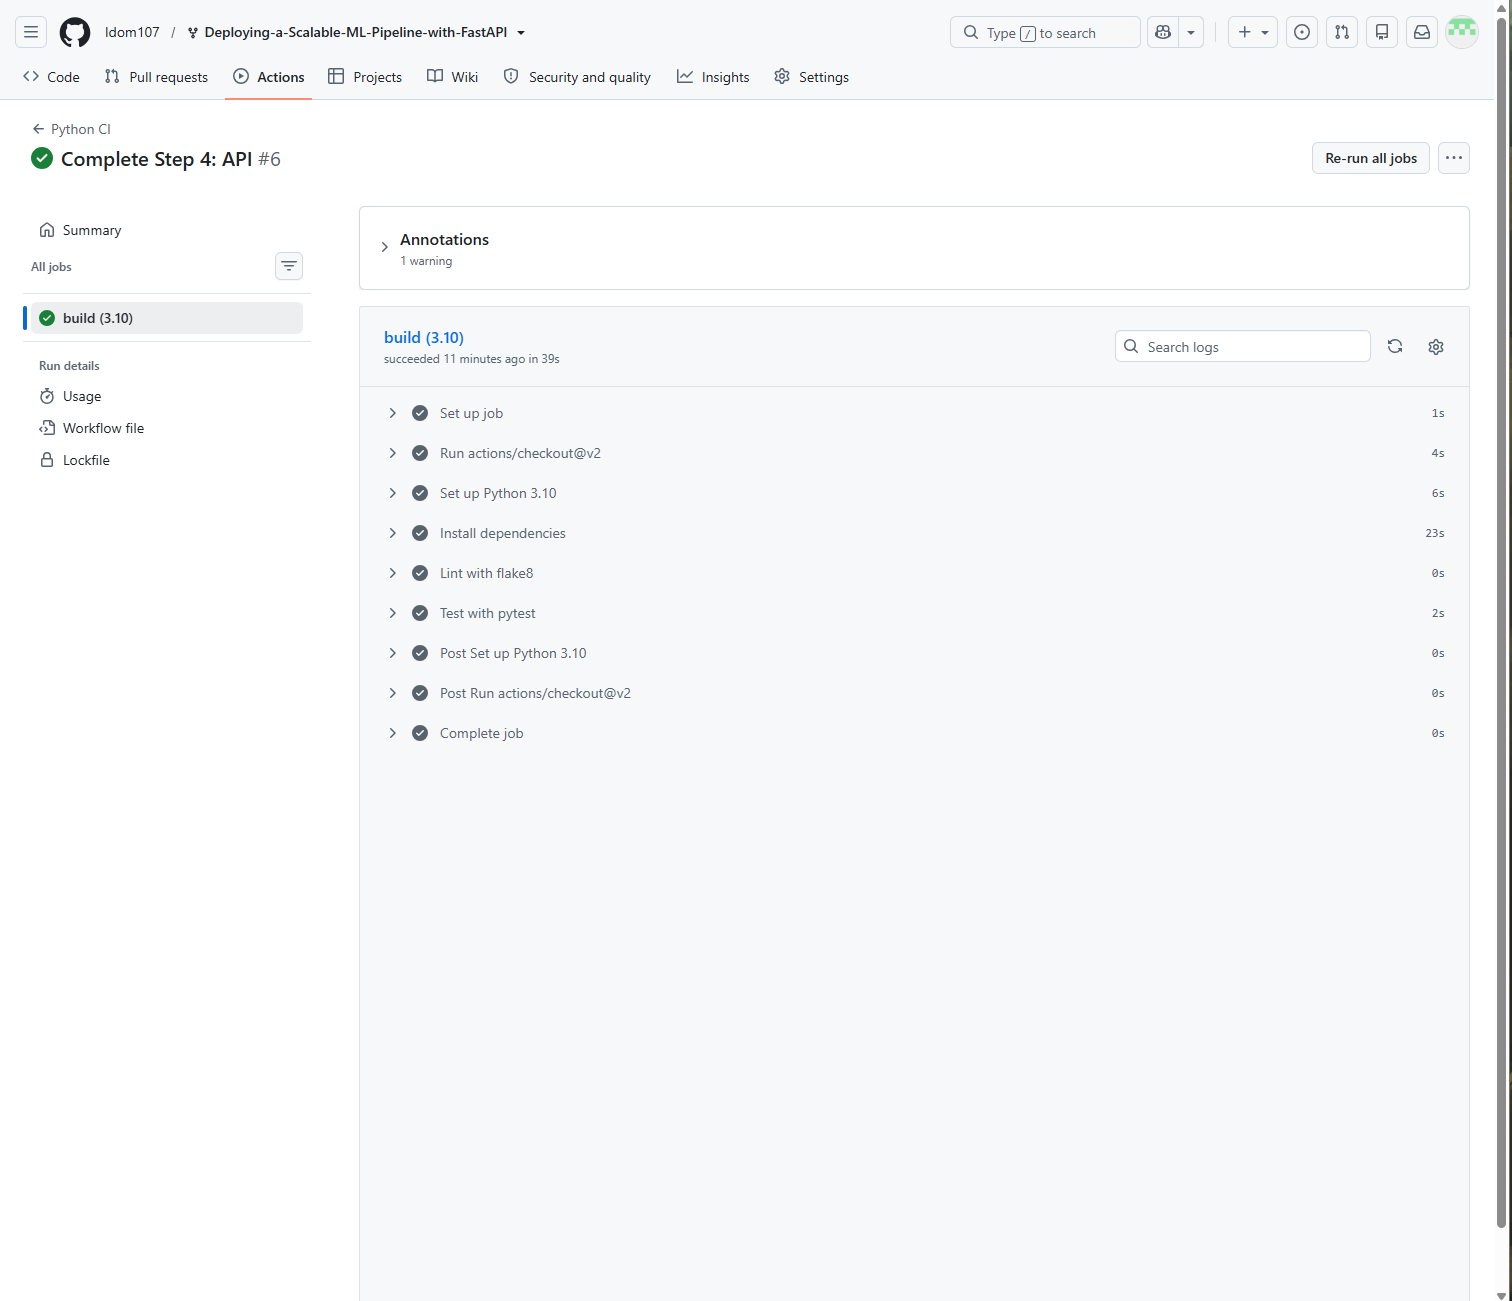 ldom107 / Deploying-a-Scalable-ML-Pipeline-with-FastAPI
Type / to search
Code
Pull requests
Actions
Projects
Wiki
Security and quality
Insights
Settings
Python CI
Complete Step 4: API #6
Re-run all jobs
Summary
All jobs
build (3.10)
Run details
Usage
Workflow file
Lockfile
Annotations
1 warning
build (3.10)
succeeded 11 minutes ago in 39s
Search logs
Set up job 1s
Run actions/checkout@v2 4s
Set up Python 3.10 6s
Install dependencies 23s
Lint with flake8 0s
Test with pytest 2s
Post Set up Python 3.10 0s
Post Run actions/checkout@v2 0s
Complete job 0s